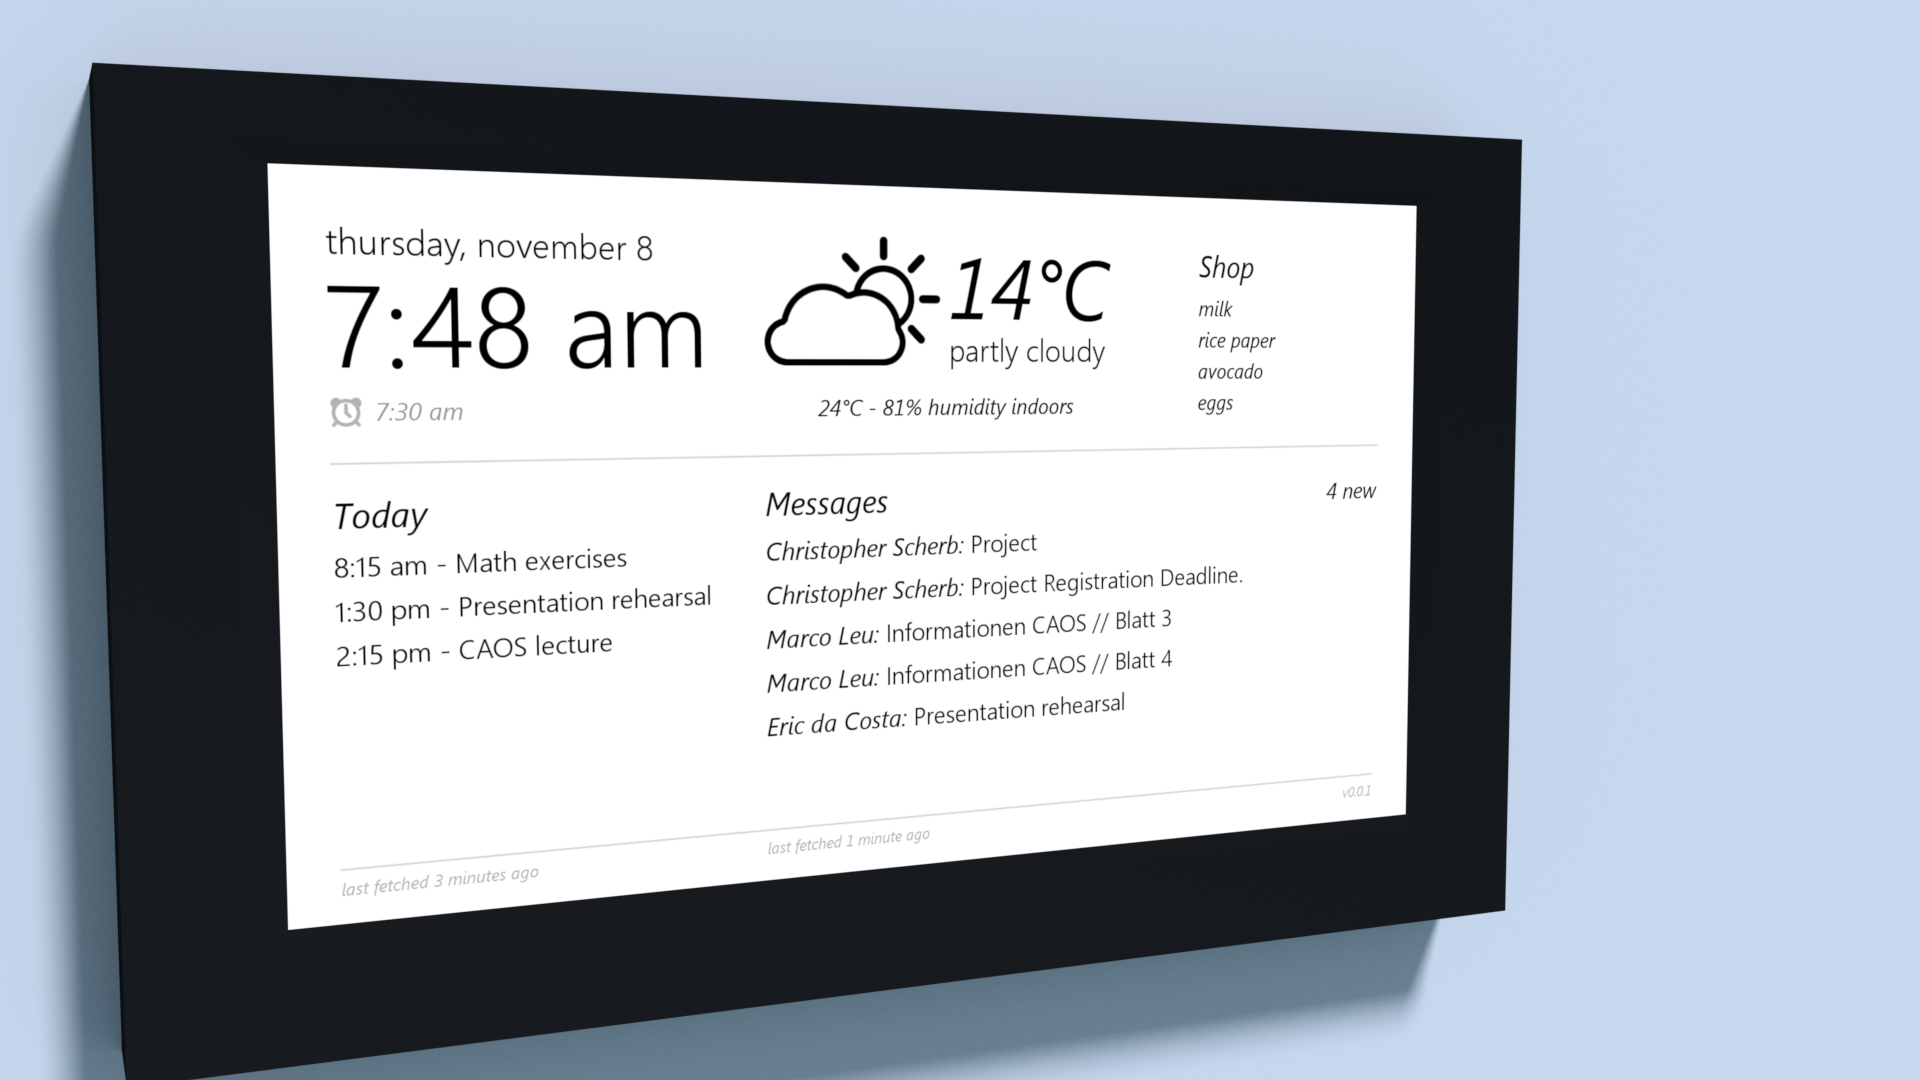 thursday, november 8
7:48 am
7:30 am
14°C
partly cloudy
24°C - 81% humidity indoors
Shop
milk
rice paper
avocado
eggs
Today
8:15 am - Math exercises
1:30 pm - Presentation rehearsal
2:15 pm - CAOS lecture
Messages
4 new
Christopher Scherb: Project
Christopher Scherb: Project Registration Deadline.
Marco Leu: Informationen CAOS // Blatt 3
Marco Leu: Informationen CAOS // Blatt 4
Eric da Costa: Presentation rehearsal
last fetched 3 minutes ago
last fetched 1 minute ago
v0.0.1